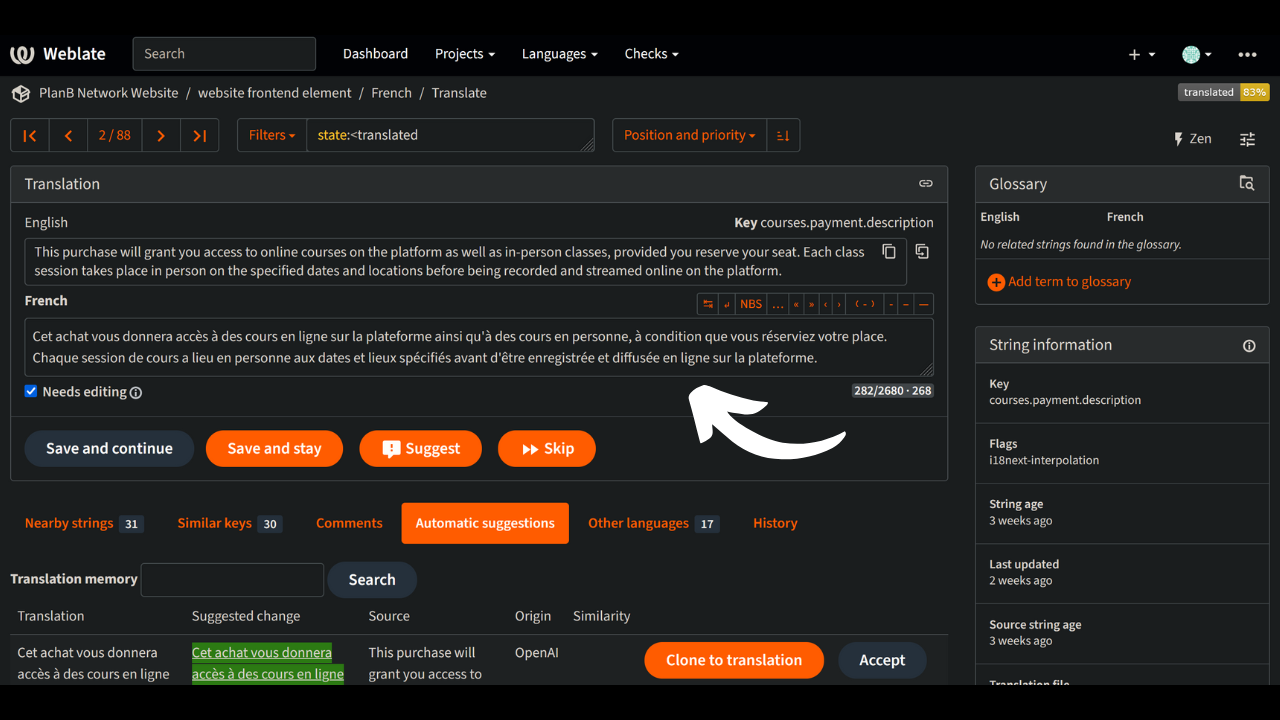 Weblate
Search
Dashboard
Projects
Languages
Checks
PlanB Network Website / website frontend element / French / Translate
translated 83%
2 / 88
Filters
state:<translated
Position and priority
Zen
Translation
English
Key courses.payment.description
This purchase will grant you access to online courses on the platform as well as in-person classes, provided you reserve your seat. Each class
session takes place in person on the specified dates and locations before being recorded and streamed online on the platform.
French
NBS … « » ‹ › ( - ) - – —
Cet achat vous donnera accès à des cours en ligne sur la plateforme ainsi qu'à des cours en personne, à condition que vous réserviez votre place.
Chaque session de cours a lieu en personne aux dates et lieux spécifiés avant d'être enregistrée et diffusée en ligne sur la plateforme.
Needs editing
282/2680 · 268
Save and continue
Save and stay
Suggest
Skip
Nearby strings 31
Similar keys 30
Comments
Automatic suggestions
Other languages 17
History
Translation memory
Search
Translation Suggested change Source Origin Similarity
Cet achat vous donnera
accès à des cours en ligne
Cet achat vous donnera
accès à des cours en ligne
This purchase will
grant you access to
OpenAI
Clone to translation
Accept
Glossary
English French
No related strings found in the glossary.
Add term to glossary
String information
Key
courses.payment.description
Flags
i18next-interpolation
String age
3 weeks ago
Last updated
2 weeks ago
Source string age
3 weeks ago
Translation file